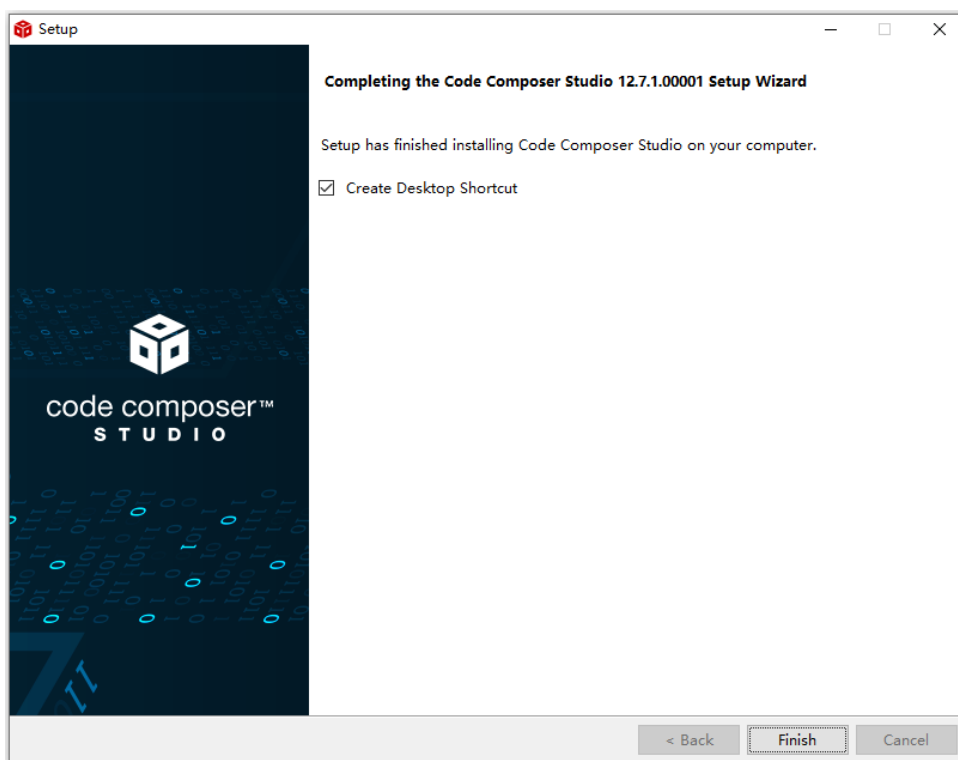 Setup
Completing the Code Composer Studio 12.7.1.00001 Setup Wizard
Setup has finished installing Code Composer Studio on your computer.
Create Desktop Shortcut
code composer™
STUDIO
< Back Finish Cancel